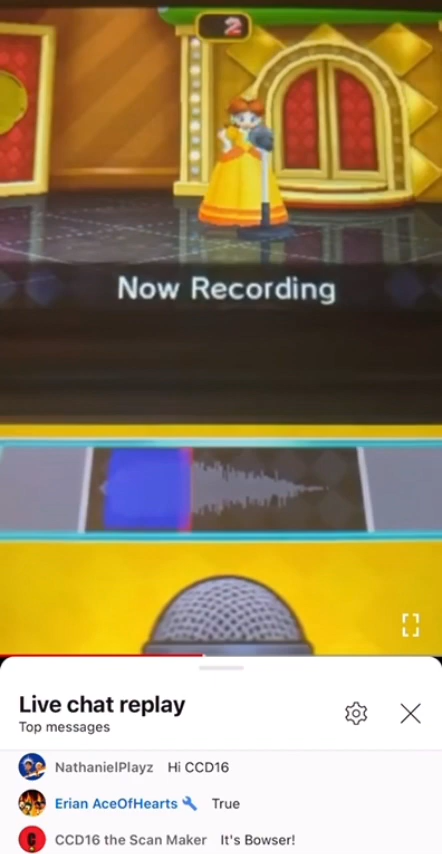 2
Now Recording
Live chat replay
Top messages
NathanielPlayz Hi CCD16
Erian AceOfHearts True
CCD16 the Scan Maker It's Bowser!